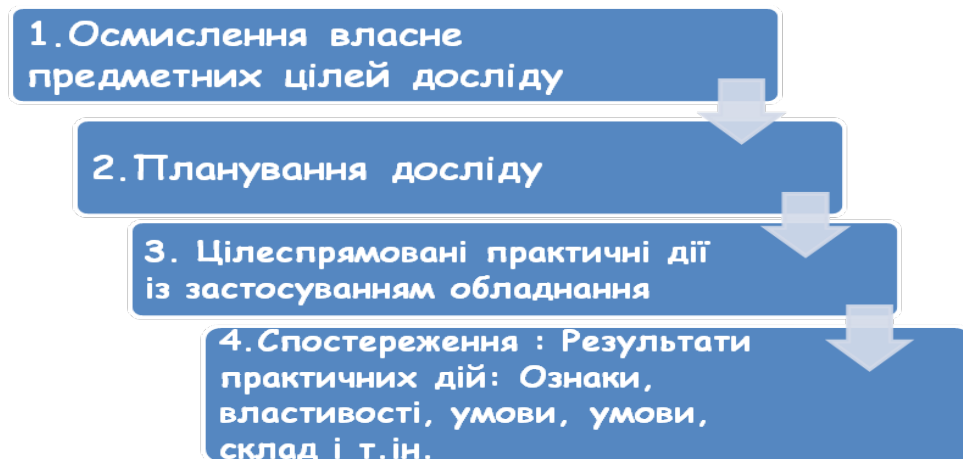 1.Осмислення власне
предметних цілей досліду
2.Планування досліду
3. Цілеспрямовані практичні дії
із застосуванням обладнання
4.Спостереження : Результати
практичних дій: Ознаки,
властивості, умови, умови,
склад і т.ін.